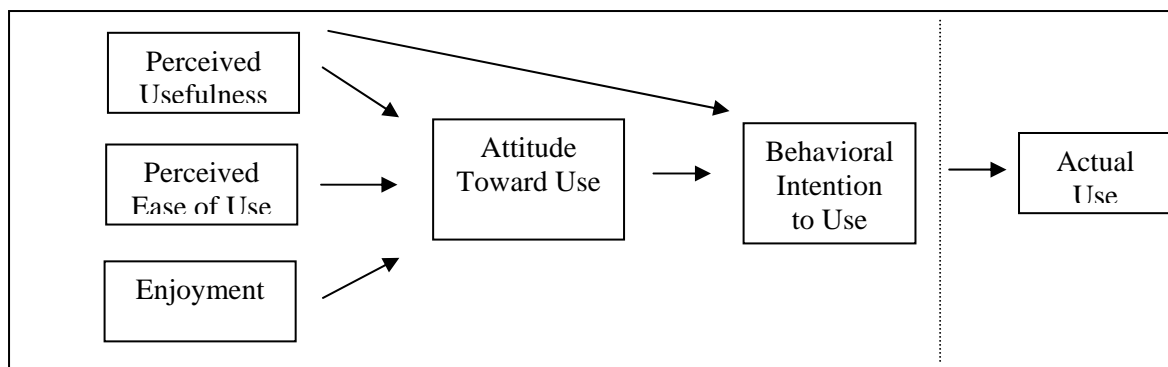 Perceived
Usefulness
Perceived
Ease of Use
Enjoyment
Attitude
Toward Use
Behavioral
Intention
to Use
Actual
Use